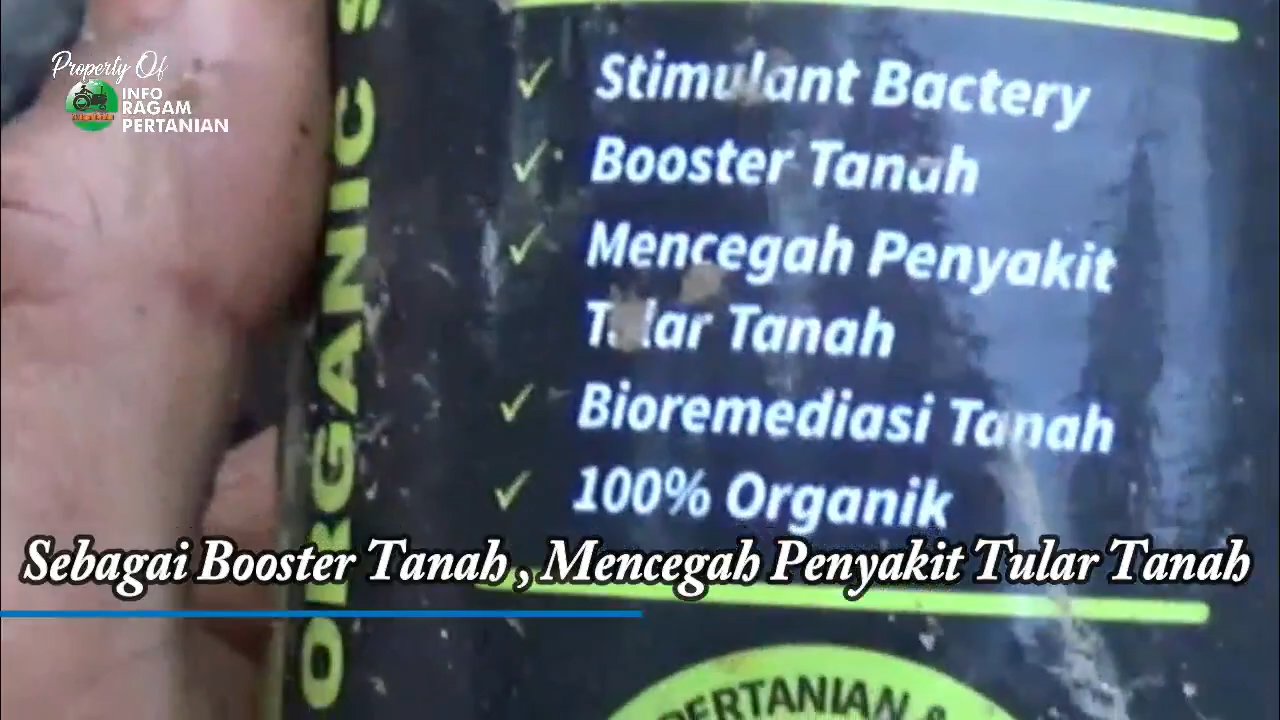 Property Of
INFO
RAGAM
PERTANIAN
ORGANIC S
Stimulant Bactery
Booster Tanah
Mencegah Penyakit
Tular Tanah
Bioremediasi Tanah
100% Organik
Sebagai Booster Tanah , Mencegah Penyakit Tular Tanah
PERTANIAN &